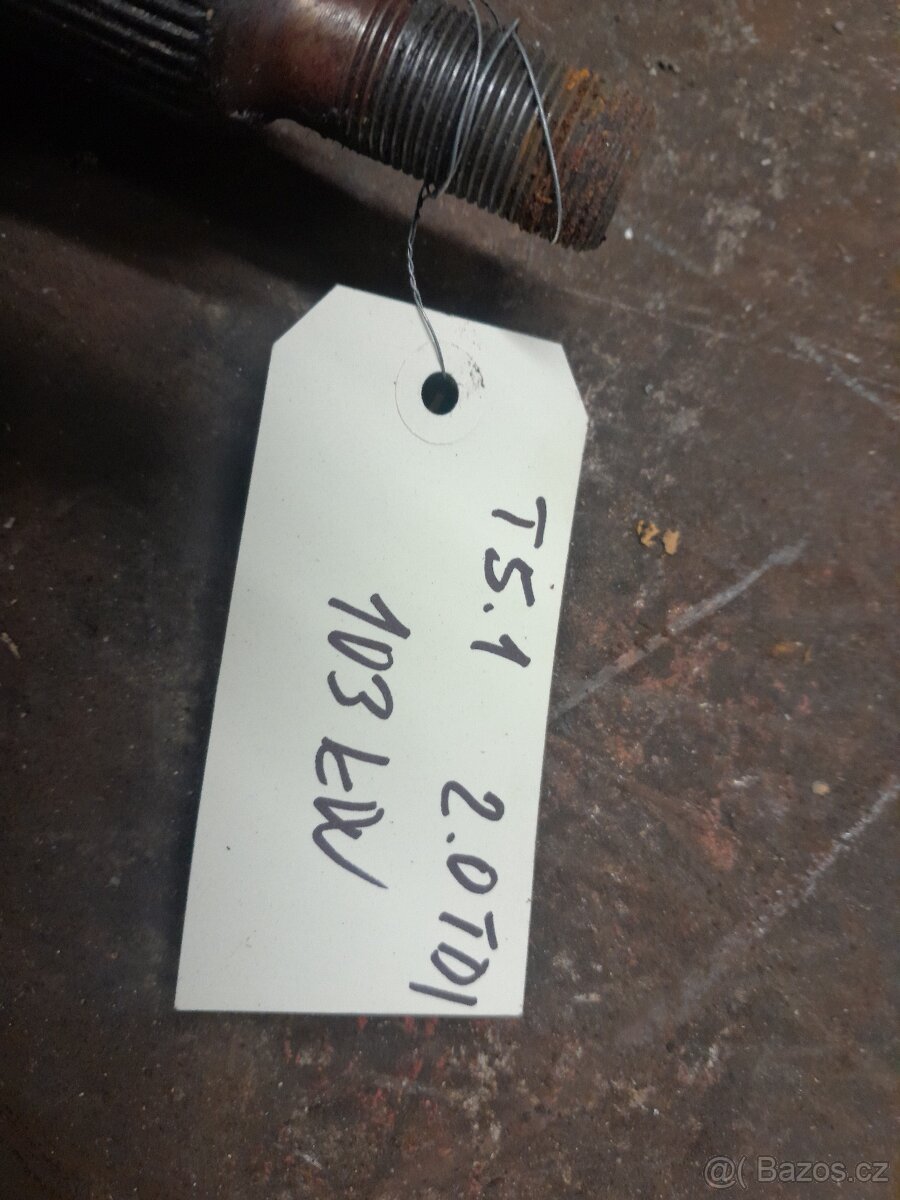 T5.1 2.0TDI
103 kW
@( Bazos.cz